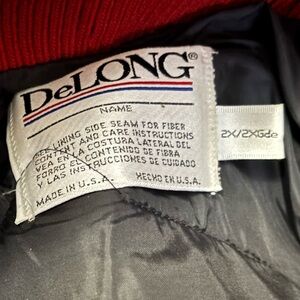 DeLONG®
NAME
SEE LINING SIDE SEAM FOR FIBER
CONTENT AND CARE INSTRUCTIONS
VEA EN LA COSTURA LATERAL DEL
FORRO EL CONTENIDO DE FIBRA
Y LAS INSTRUCCIONES DE CUIDADO
MADE IN U.S.A. HECHO EN U.S.A.
2X/2XGde